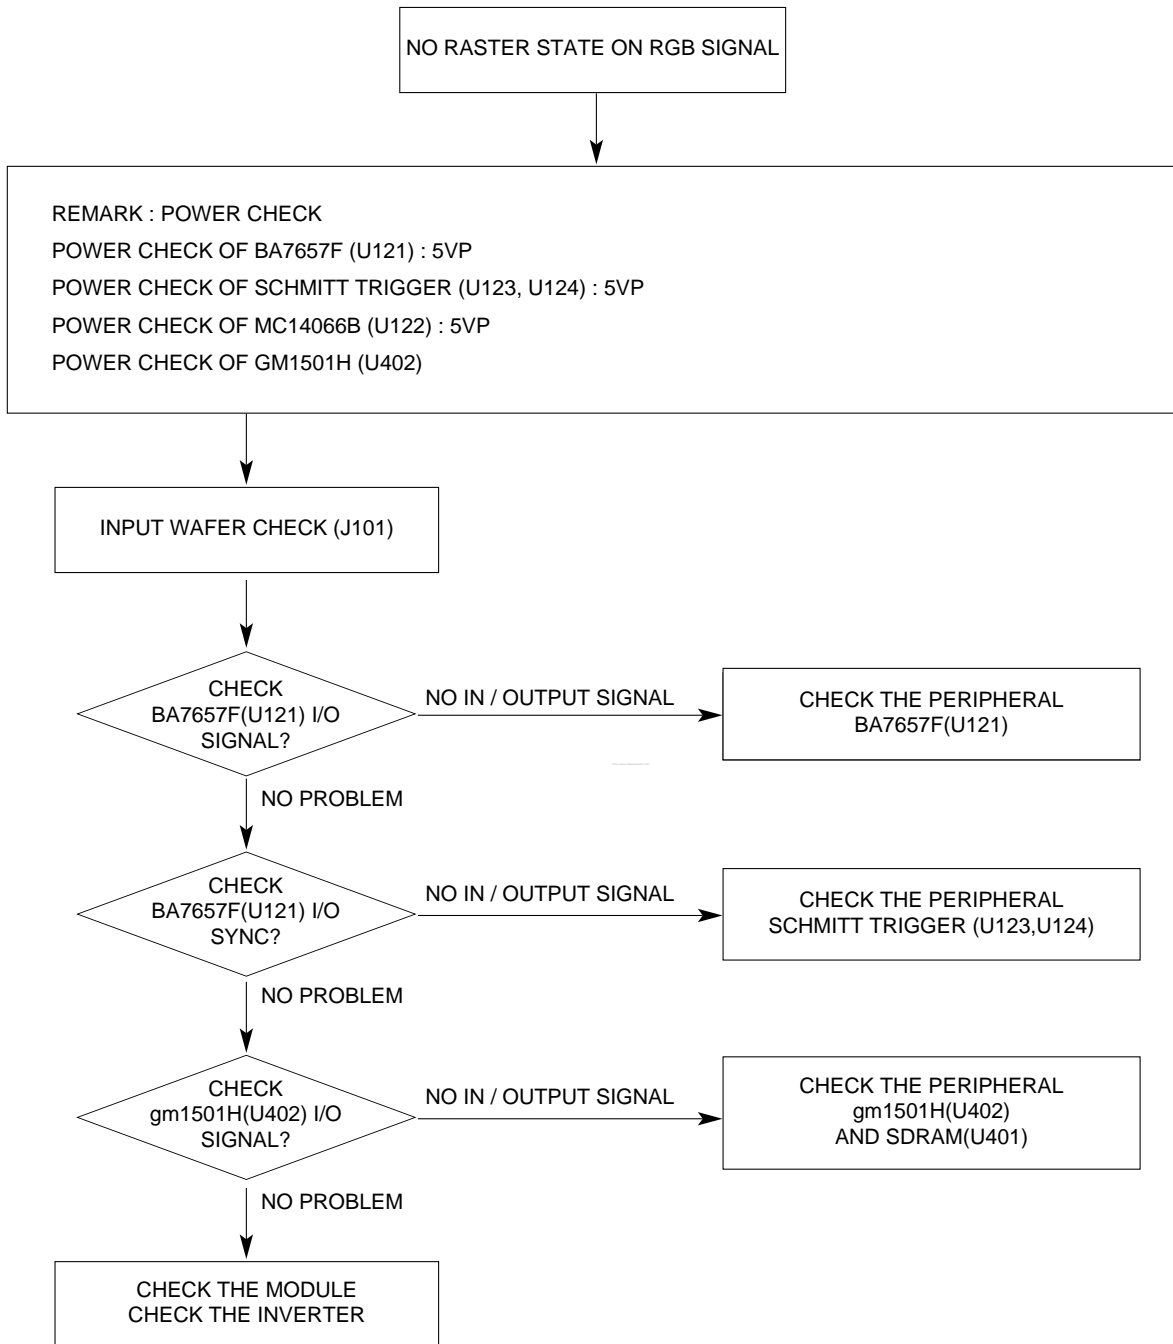 NO RASTER STATE ON RGB SIGNAL
REMARK : POWER CHECK
POWER CHECK OF BA7657F (U121) : 5VP
POWER CHECK OF SCHMITT TRIGGER (U123, U124) : 5VP
POWER CHECK OF MC14066B (U122) : 5VP
POWER CHECK OF GM1501H (U402)
INPUT WAFER CHECK (J101)
CHECK
BA7657F(U121) I/O
SIGNAL?
NO IN / OUTPUT SIGNAL
CHECK THE PERIPHERAL
BA7657F(U121)
NO PROBLEM
CHECK
BA7657F(U121) I/O
SYNC?
NO IN / OUTPUT SIGNAL
CHECK THE PERIPHERAL
SCHMITT TRIGGER (U123,U124)
NO PROBLEM
CHECK
gm1501H(U402) I/O
SIGNAL?
NO IN / OUTPUT SIGNAL
CHECK THE PERIPHERAL
gm1501H(U402)
AND SDRAM(U401)
NO PROBLEM
CHECK THE MODULE
CHECK THE INVERTER